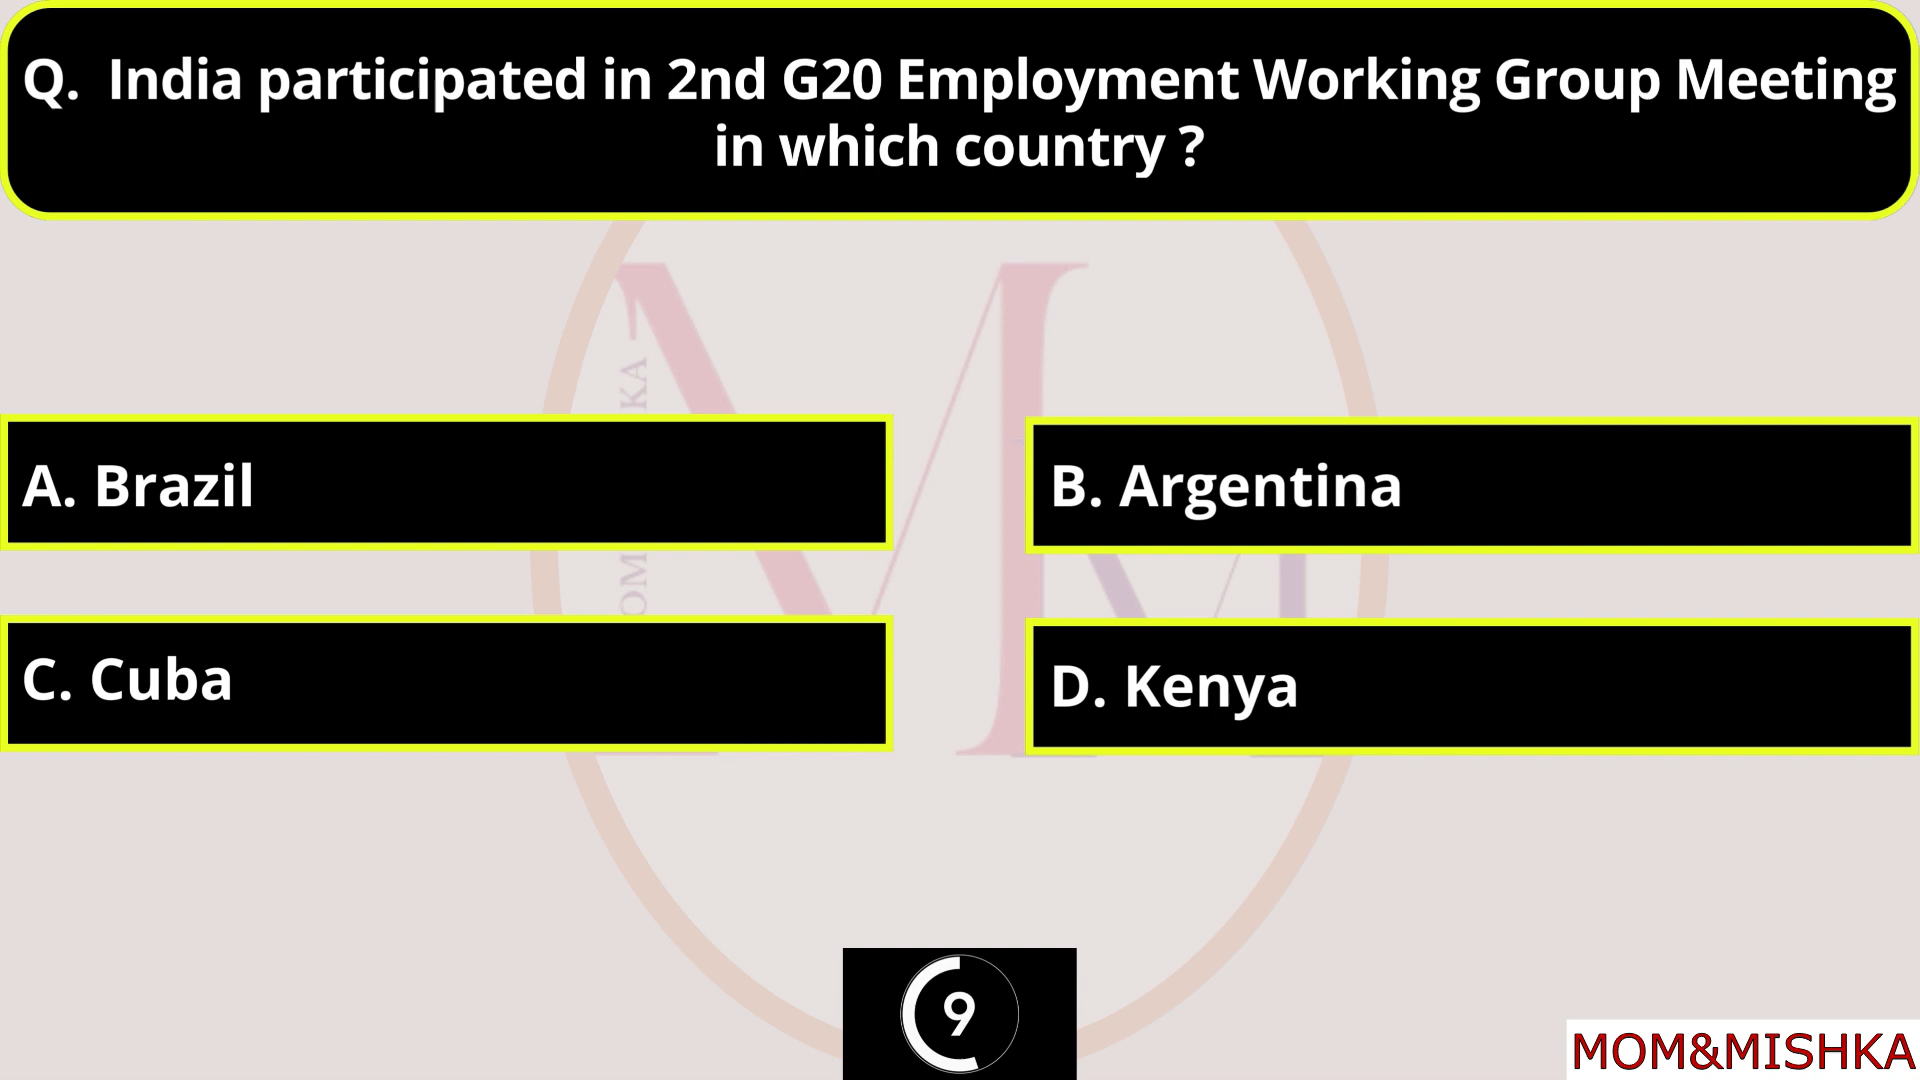 Q. India participated in 2nd G20 Employment Working Group Meeting
in which country ?
A. Brazil
B. Argentina
C. Cuba
D. Kenya
9
MOM&MISHKA